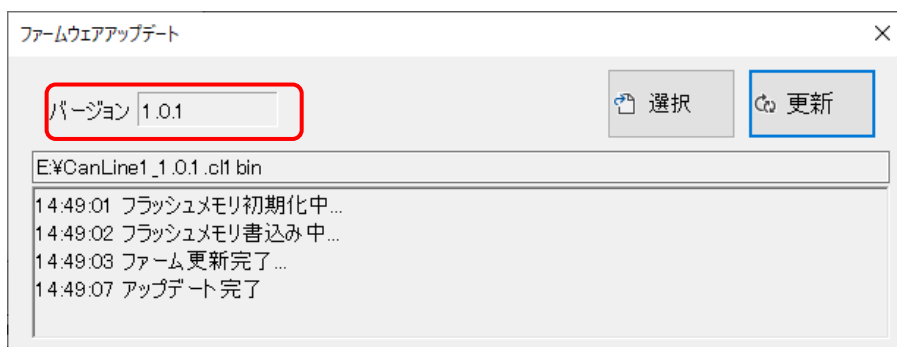 ファームウェアアップデート
バージョン 1.0.1
選択
更新
E:¥CanLine1_1.0.1.cl1bin
14:49:01 フラッシュメモリ初期化中...
14:49:02 フラッシュメモリ書込み中...
14:49:03 ファーム更新完了...
14:49:07 アップデート完了